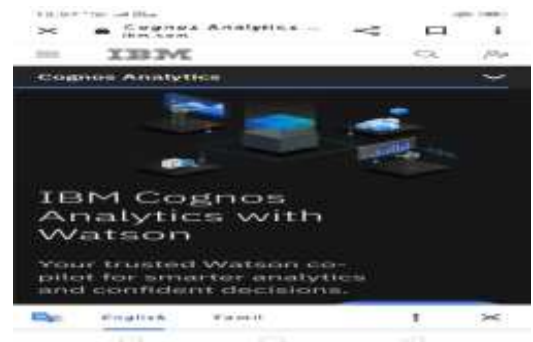 Cognos Analytics ...
ibm.com
IBM
Cognos Analytics
IBM Cognos
Analytics with
Watson
Your trusted Watson co-
pilot for smarter analytics
and confident decisions.
English Tamil